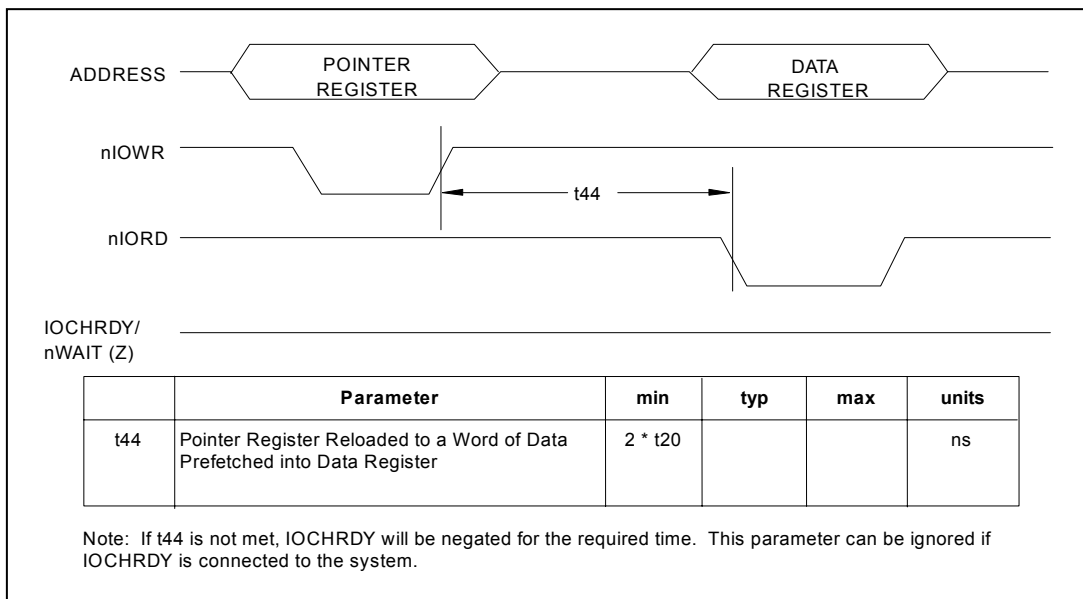 POINTER
REGISTER
DATA
REGISTER
ADDRESS
nIOWR
t44
nIORD
IOCHRDY/
nWAIT (Z)
Parameter min typ max units
t44 Pointer Register Reloaded to a Word of Data 2 * t20 ns
Prefetched into Data Register
Note: If t44 is not met, IOCHRDY will be negated for the required time. This parameter can be ignored if
IOCHRDY is connected to the system.